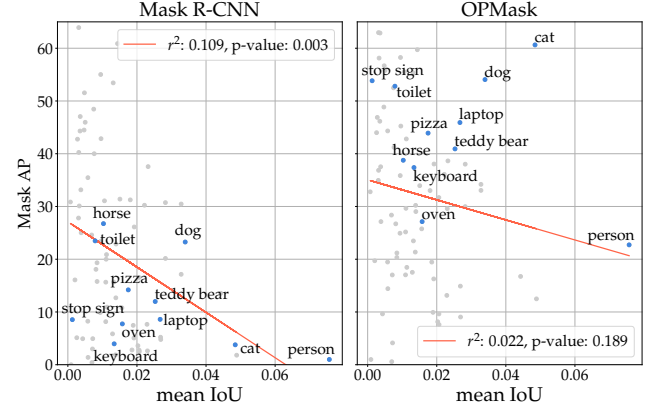 Mask R-CNN
OPMask
Mask AP
60
50
40
30
20
10
0
r²: 0.109, p-value: 0.003
horse
toilet
dog
pizza
teddy bear
stop sign
laptop
oven
keyboard
cat
person
0.00 0.02 0.04 0.06
mean IoU
cat
stop sign
dog
toilet
laptop
pizza
teddy bear
horse
keyboard
oven
person
r²: 0.022, p-value: 0.189
0.00 0.02 0.04 0.06
mean IoU